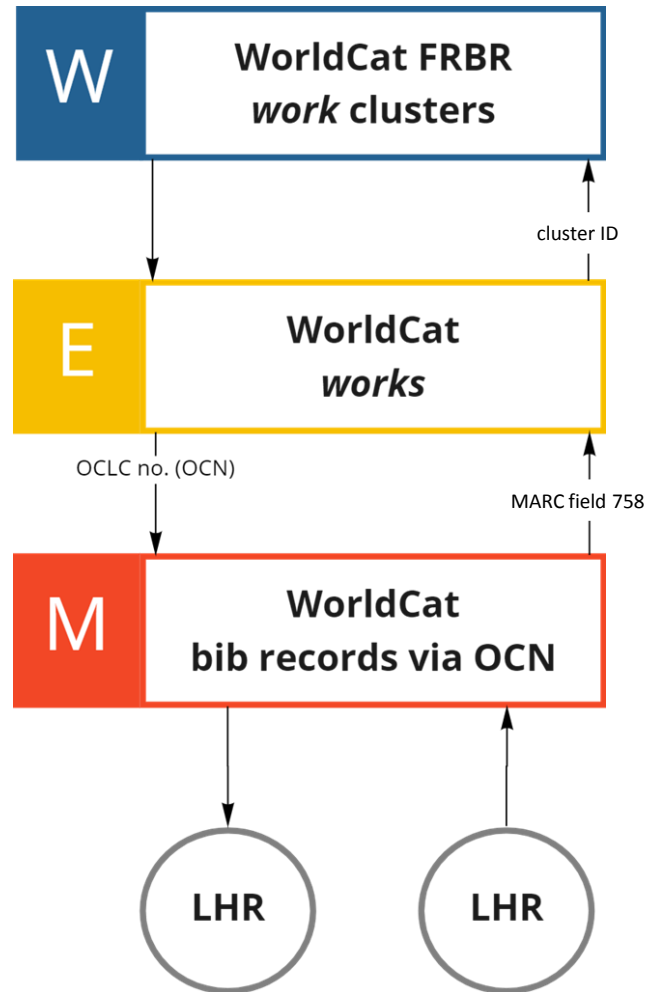 W
WorldCat FRBR
work clusters
cluster ID
E
WorldCat
works
OCLC no. (OCN)
MARC field 758
M
WorldCat
bib records via OCN
LHR
LHR